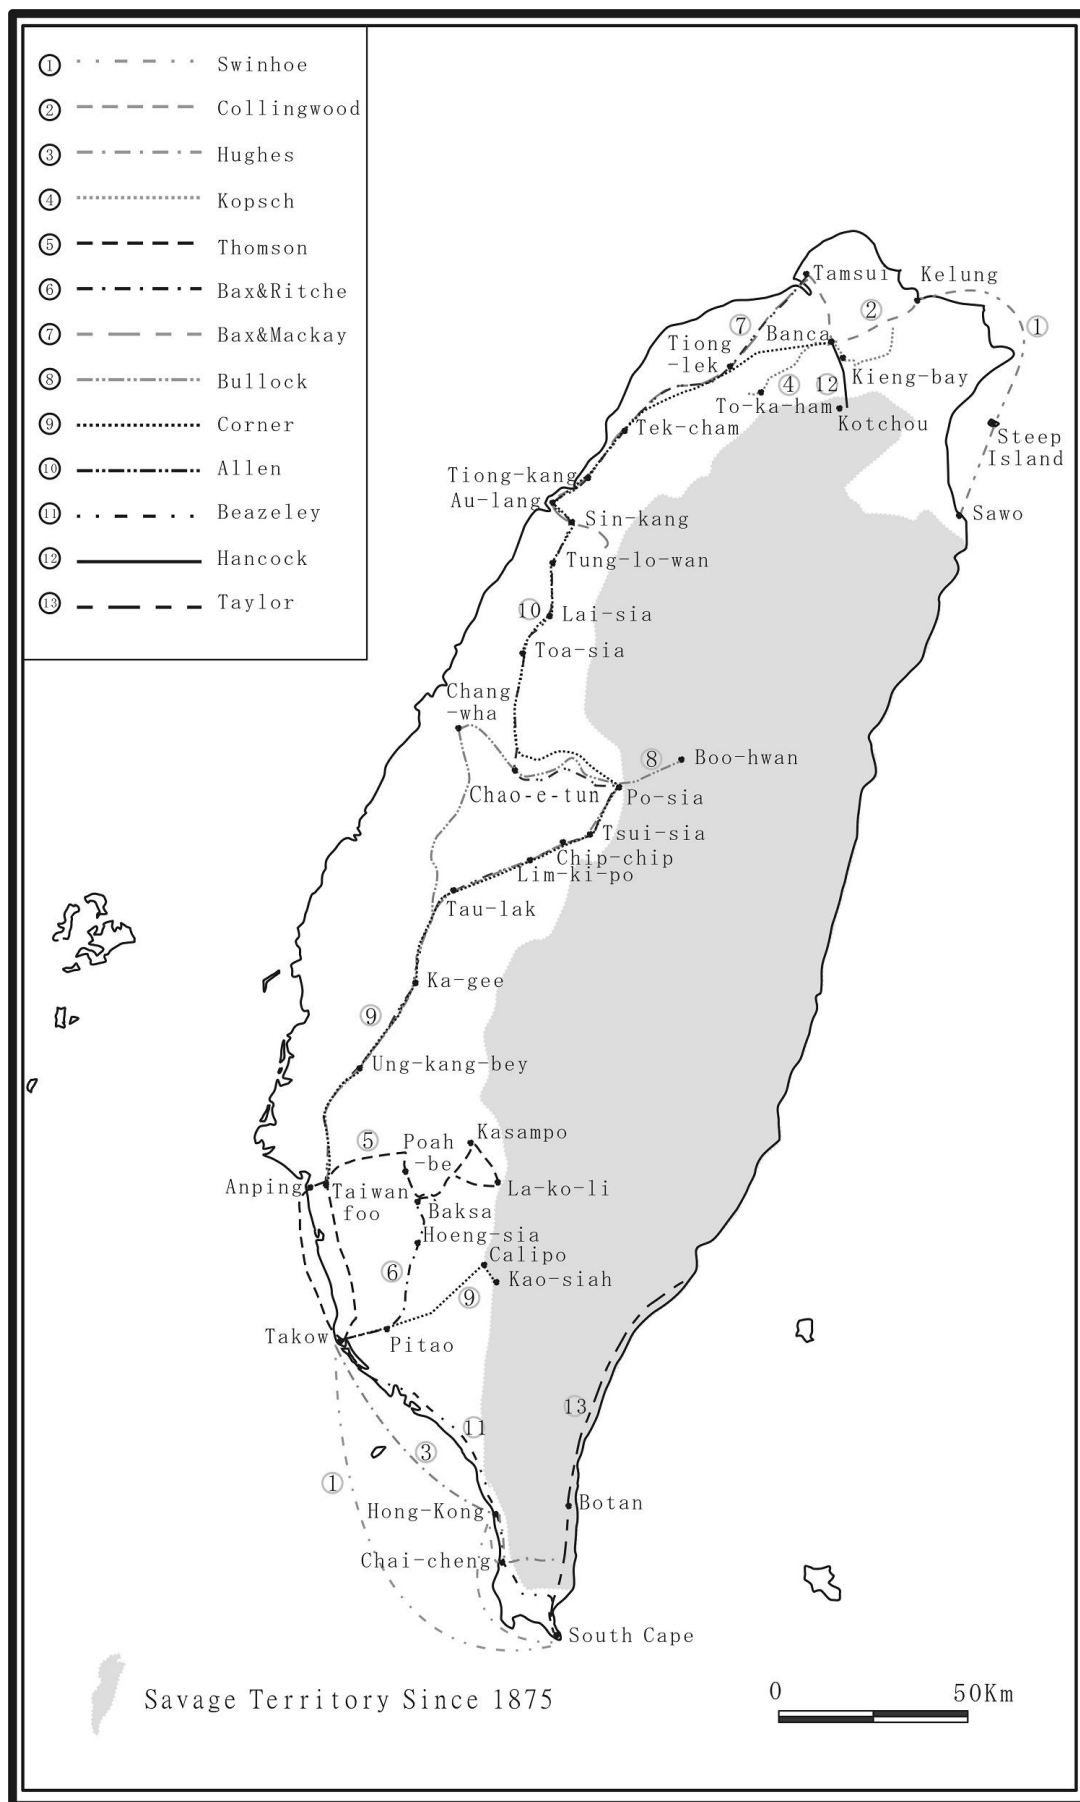 ① Swinhoe
② Collingwood
③ Hughes
④ Kopsch
⑤ Thomson
⑥ Bax&Ritche
⑦ Bax&Mackay
⑧ Bullock
⑨ Corner
⑩ Allen
⑪ Beazeley
⑫ Hancock
⑬ Taylor
Tamsui
Kelung
②
①
⑦
Banca
Tiong
-lek
Kieng-bay
④
⑫
To-ka-ham
Kotchou
Tek-cham
Steep
Island
Tiong-kang
Au-lang
Sin-kang
Sawo
Tung-lo-wan
⑩
Lai-sia
Toa-sia
Chang
-wha
⑧
Boo-hwan
Chao-e-tun
Po-sia
Tsui-sia
Chip-chip
Lim-ki-po
Tau-lak
Ka-gee
⑨
Ung-kang-bey
⑤
Poah
-be
Kasampo
Anping
Taiwan
foo
La-ko-li
Baksa
Hoeng-sia
Calipo
⑥
Kao-siah
⑨
Takow
Pitao
⑬
⑪
③
①
Hong-Kong
Botan
Chai-cheng
South Cape
Savage Territory Since 1875
0
50Km